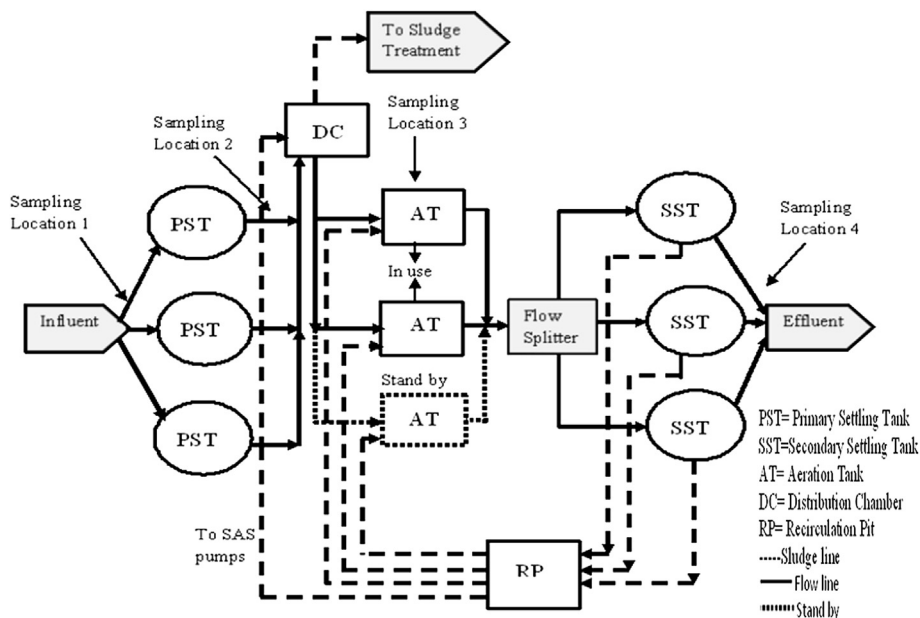 To Sludge
Treatment
Sampling
Location 3
Sampling
Location 2
DC
Sampling
Location 1
PST
AT
SST
Sampling
Location 4
In use
Influent
PST
AT
Flow
Splitter
SST
Effluent
Stand by
AT
PST
SST
PST= Primary Settling Tank
SST=Secondary Settling Tank
AT= Aeration Tank
DC= Distribution Chamber
RP= Recirculation Pit
Sludge line
Flow line
Stand by
To SAS
pumps
RP